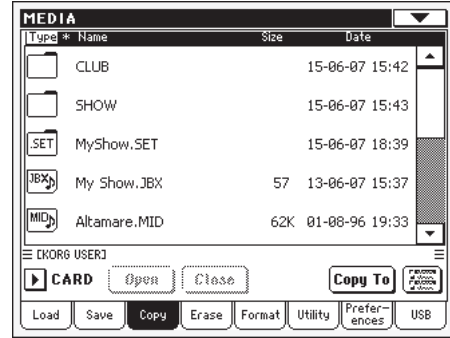 MEDIA
Type * Name Size Date
CLUB 15-06-07 15:42
SHOW 15-06-07 15:43
.SET MyShow.SET 15-06-07 18:39
JBX My Show.JBX 57 13-06-07 15:37
MID Altamare.MID 62K 01-08-96 19:33
[KORG USER]
CARD Open Close Copy To
Load Save Copy Erase Format Utility Prefer-ences USB